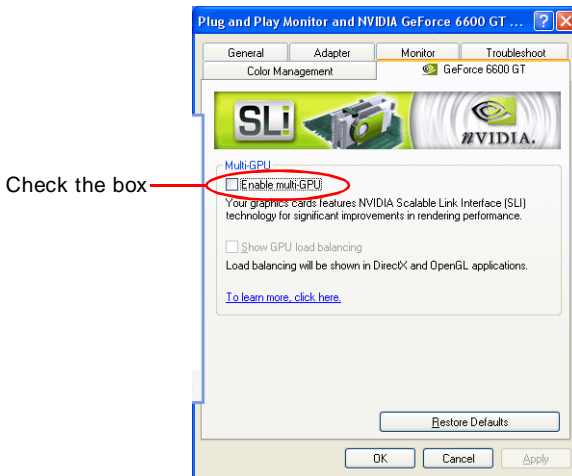 Plug and Play Monitor and NVIDIA GeForce 6600 GT ...
General Adapter Monitor Troubleshoot
Color Management GeForce 6600 GT
SLi nVIDIA.
Multi-GPU
Check the box
Enable multi-GPU
Your graphics cards features NVIDIA Scalable Link Interface (SLI)
technology for significant improvements in rendering performance.
Show GPU load balancing
Load balancing will be shown in DirectX and OpenGL applications.
To learn more, click here.
Restore Defaults
OK Cancel Apply